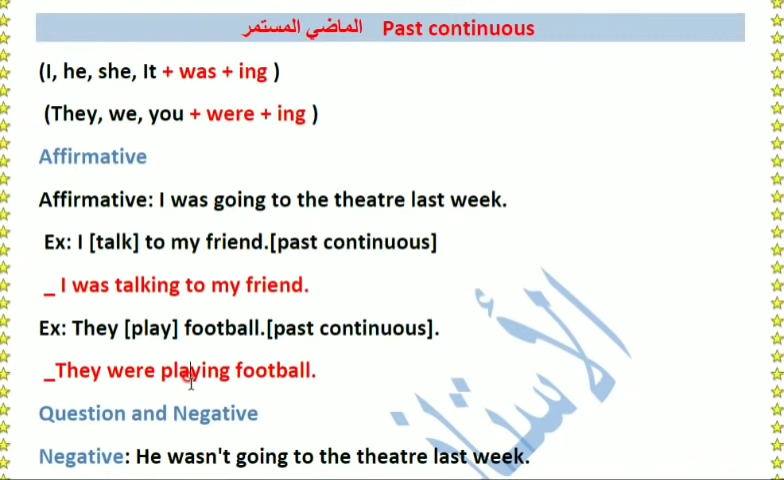 الماضي المستمر Past continuous
(I, he, she, It + was + ing )
(They, we, you + were + ing )
Affirmative
Affirmative: I was going to the theatre last week.
Ex: I [talk] to my friend.[past continuous]
_ I was talking to my friend.
Ex: They [play] football.[past continuous].
_They were playing football.
Question and Negative
Negative: He wasn't going to the theatre last week.
الأستاذ